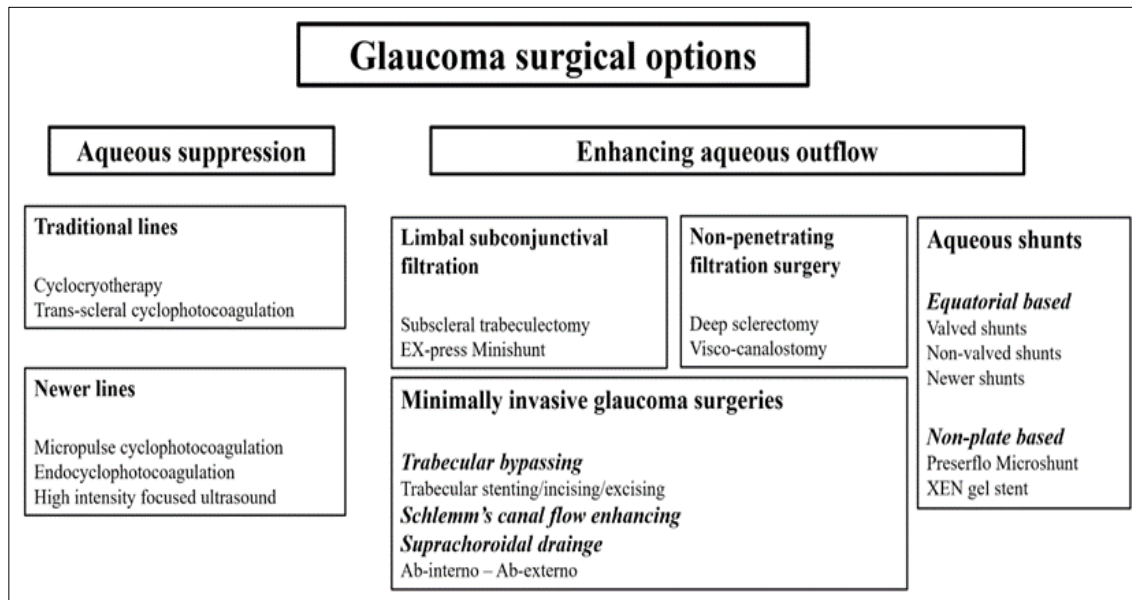 Glaucoma surgical options
Aqueous suppression
Enhancing aqueous outflow
Traditional lines
Cyclocryotherapy
Trans-scleral cyclophotocoagulation
Newer lines
Micropulse cyclophotocoagulation
Endocyclophotocoagulation
High intensity focused ultrasound
Limbal subconjunctival
filtration
Subscleral trabeculectomy
EX-press Minishunt
Non-penetrating
filtration surgery
Deep sclerectomy
Visco-canalostomy
Minimally invasive glaucoma surgeries
Trabecular bypassing
Trabecular stenting/incising/excising
Schlemm's canal flow enhancing
Suprachoroidal drainge
Ab-interno – Ab-externo
Aqueous shunts
Equatorial based
Valved shunts
Non-valved shunts
Newer shunts
Non-plate based
Preserflo Microshunt
XEN gel stent